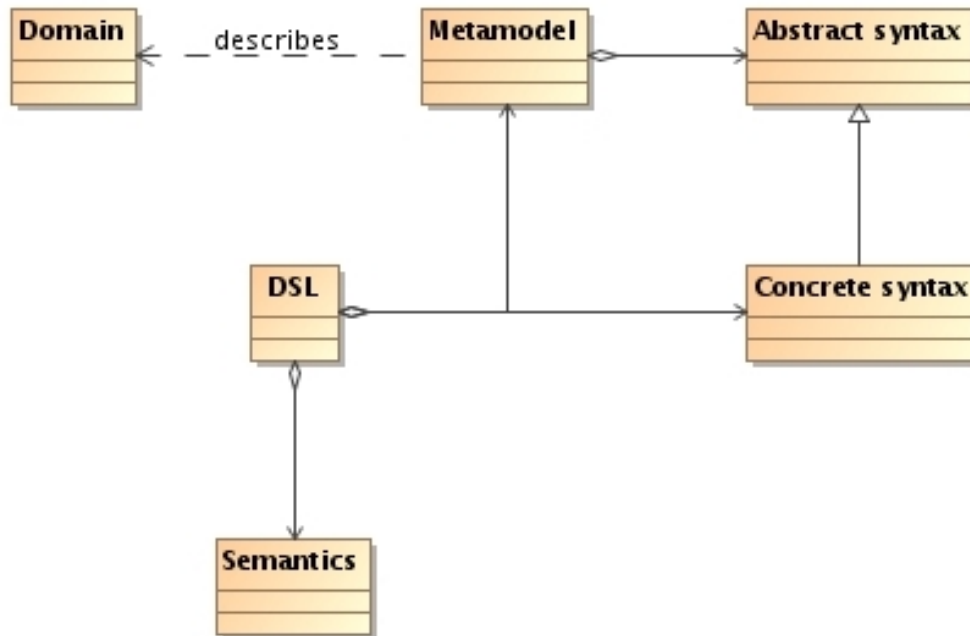 Domain
describes
Metamodel
Abstract syntax
DSL
Concrete syntax
Semantics